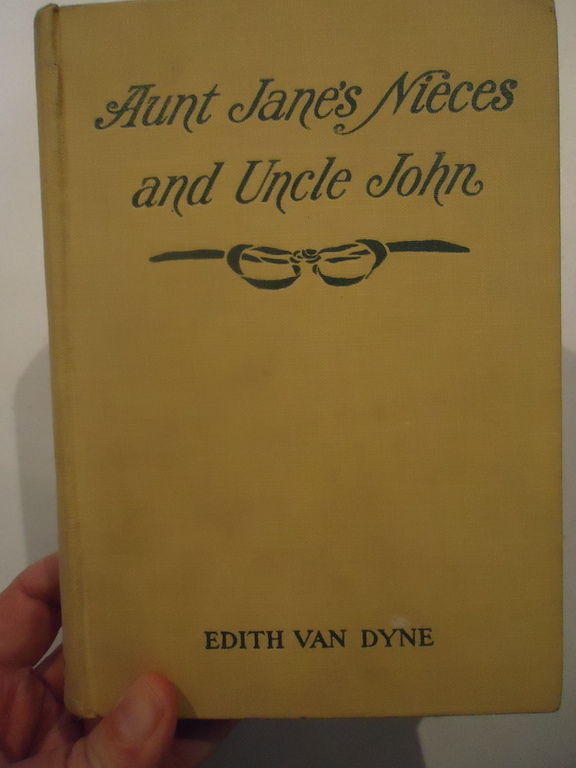 Aunt Jane's Nieces
and Uncle John
EDITH VAN DYNE